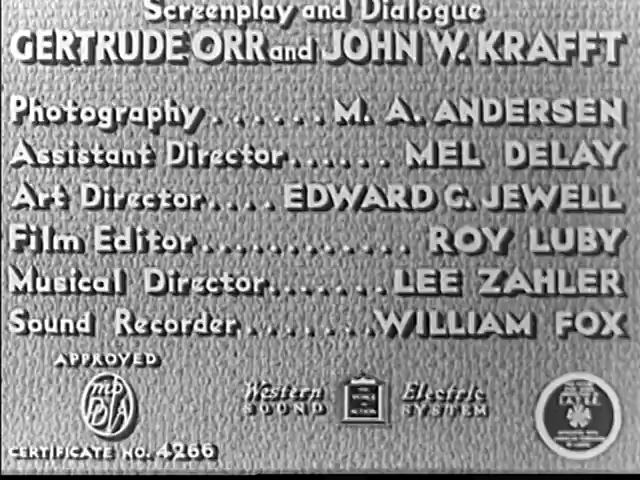 Screenplay and Dialogue
GERTRUDE ORR and JOHN W. KRAFFT
Photography . . . . . . M. A. ANDERSEN
Assistant Director . . . . . . MEL DELAY
Art Director . . . . EDWARD C. JEWELL
Film Editor . . . . . . . . . . . . . ROY LUBY
Musical Director . . . . . . . LEE ZAHLER
Sound Recorder . . . . . . . WILLIAM FOX
APPROVED
MPPDA
Western Electric
SOUND SYSTEM
CERTIFICATE NO. 4266